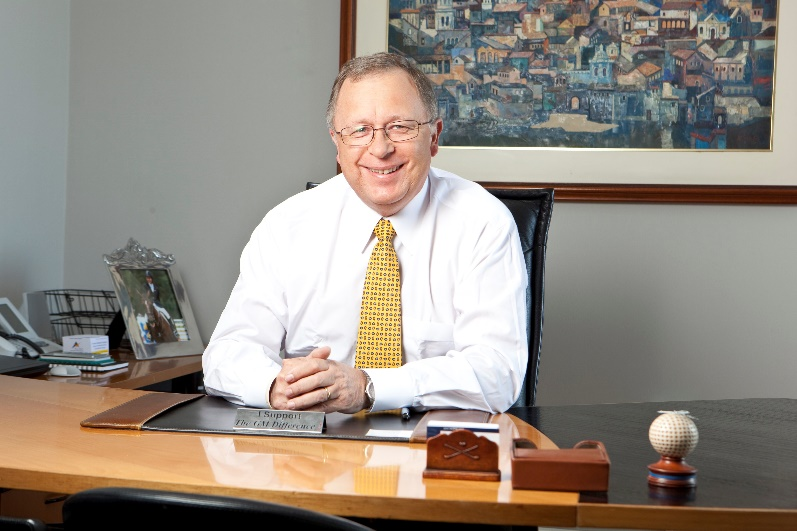 I Support
The GM Difference